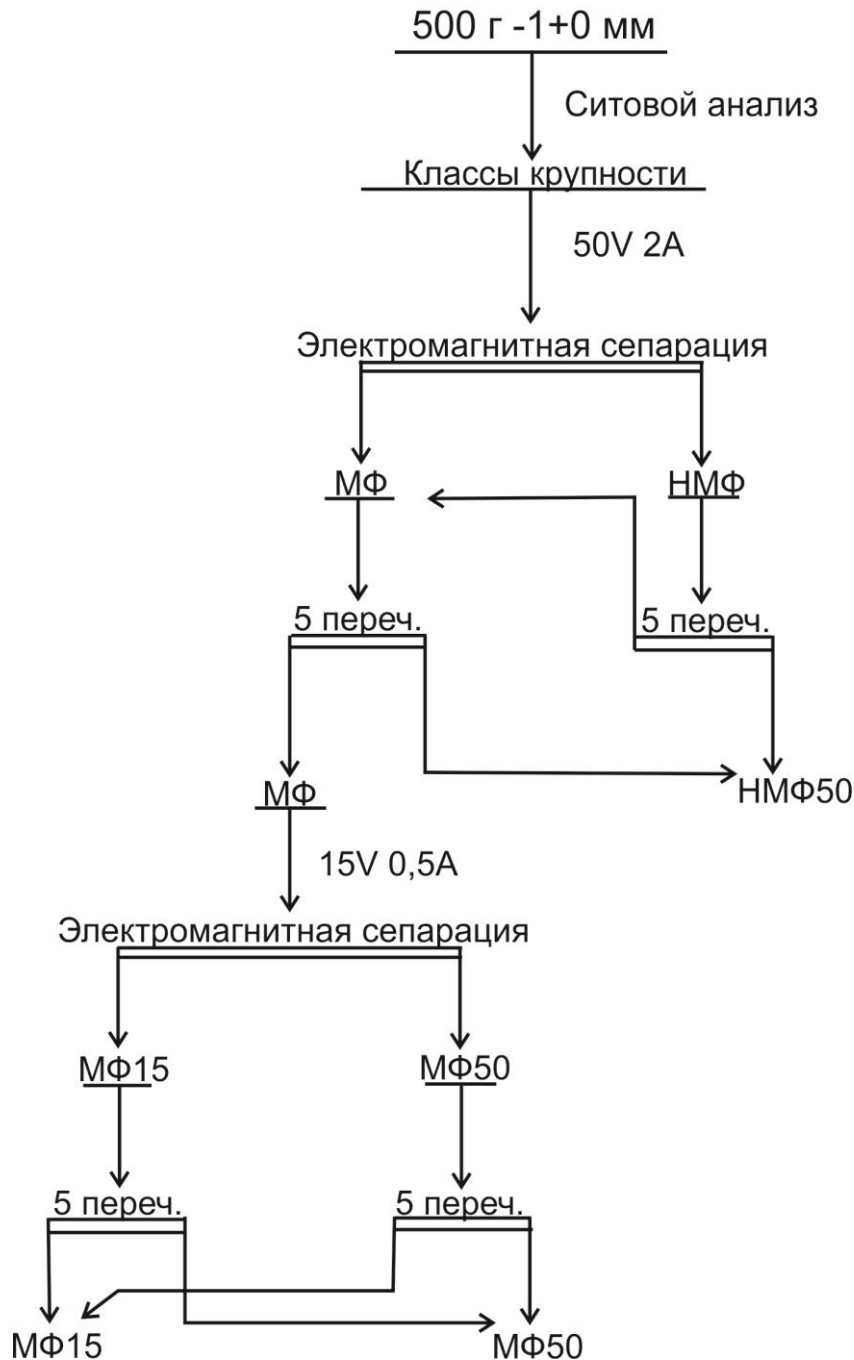 500 г -1+0 мм
Ситовой анализ
Классы крупности
50V 2A
Электромагнитная сепарация
МФ
НМФ
5 переч.
5 переч.
МФ
НМФ50
15V 0,5A
Электромагнитная сепарация
МФ15
МФ50
5 переч.
5 переч.
МФ15
МФ50